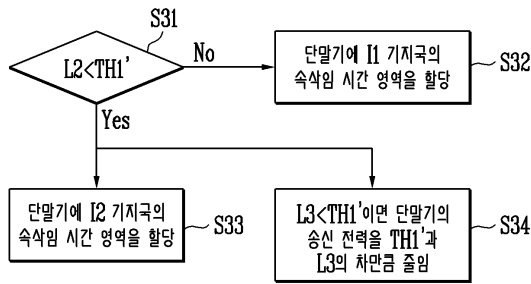 S31
L2<TH1'
No
단말기에 I1 기지국의
속삭임 시간 영역을 할당
S32
Yes
단말기에 I2 기지국의
속삭임 시간 영역을 할당
S33
L3<TH1'이면 단말기의
송신 전력을 TH1'과
L3의 차만큼 줄임
S34